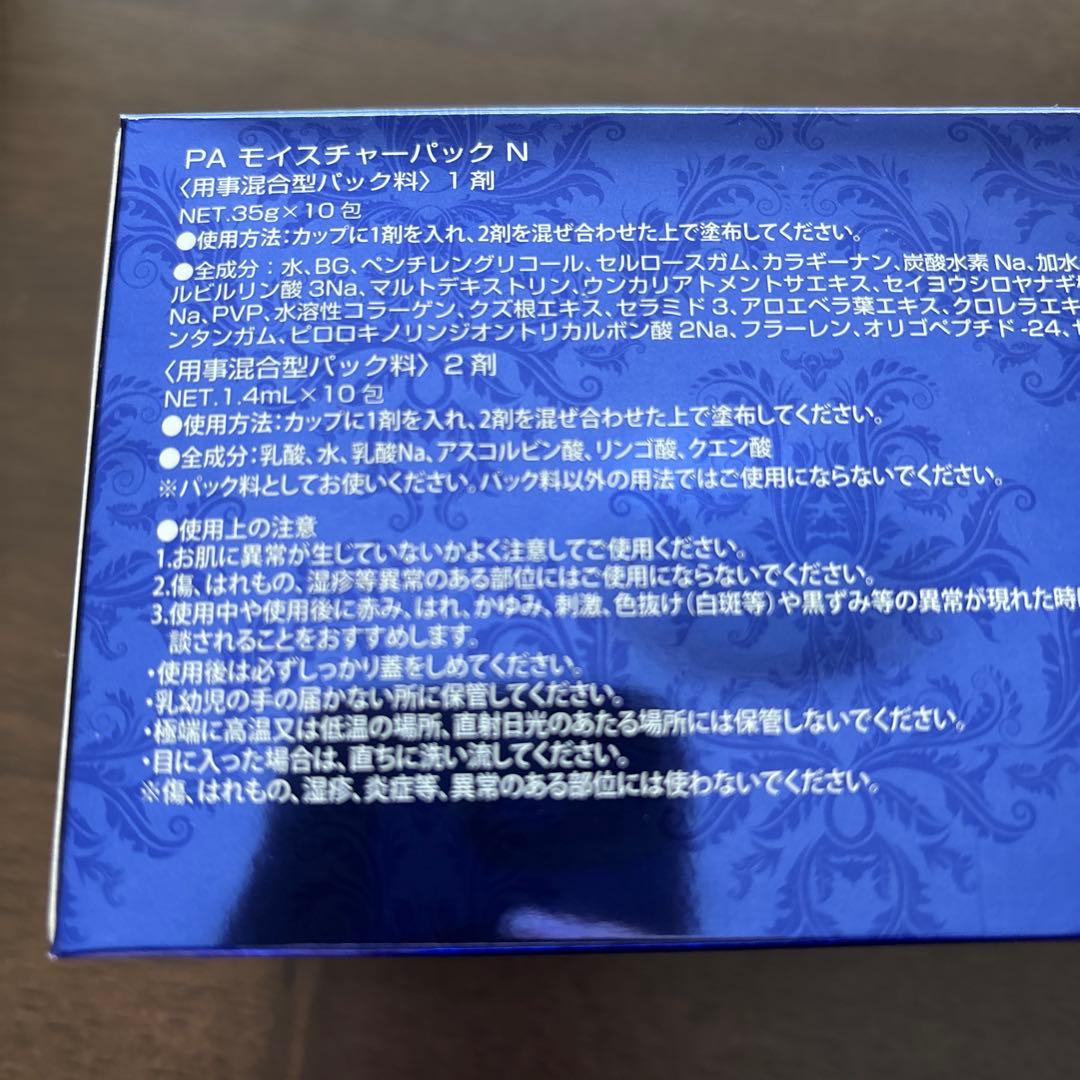 PA モイスチャーパック N
〈用事混合型パック料〉1 剤
NET.35g×10 包
●使用方法:カップに1剤を入れ、2剤を混ぜ合わせた上で塗布してください。
●全成分:水、BG、ペンチレングリコール、セルロースガム、カラギーナン、炭酸水素 Na、加水
ルビルリン酸 3Na、マルトデキストリン、ウンカリアトメントサエキス、セイヨウシロヤナギ
Na、PVP、水溶性コラーゲン、クズ根エキス、セラミド 3、アロエベラ葉エキス、クロレラエキ
ンタンガム、ピロロキノリンジオントリカルボン酸 2Na、フラーレン、オリゴペプチド -24、
〈用事混合型パック料〉2 剤
NET.1.4mL×10 包
●使用方法:カップに1剤を入れ、2剤を混ぜ合わせた上で塗布してください。
●全成分:乳酸、水、乳酸Na、アスコルビン酸、リンゴ酸、クエン酸
※パック料としてお使いください。パック料以外の用法ではご使用にならないでください。
●使用上の注意
1.お肌に異常が生じていないかよく注意してご使用ください。
2.傷、はれもの、湿疹等異常のある部位にはご使用にならないでください。
3.使用中や使用後に赤み、はれ、かゆみ、刺激、色抜け(白斑等)や黒ずみ等の異常が現れた時
談されることをおすすめします。
・使用後は必ずしっかり蓋をしめてください。
・乳幼児の手の届かない所に保管してください。
・極端に高温又は低温の場所、直射日光のあたる場所には保管しないでください。
・目に入った場合は、直ちに洗い流してください。
※傷、はれもの、湿疹、炎症等、異常のある部位には使わないでください。